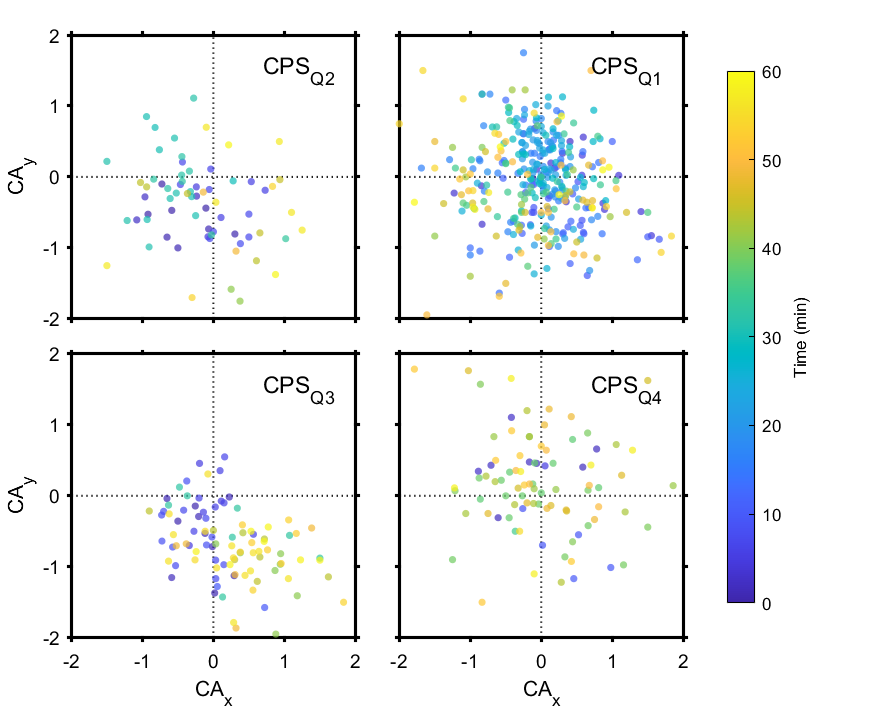 CPS_Q2 CPS_Q1
2
1
0
-1
-2
CA_y
60
50
40
30
20
10
0
Time (min)
CPS_Q3 CPS_Q4
2
1
0
-1
-2
CA_y
-2 -1 0 1 2 -2 -1 0 1 2
CA_x CA_x